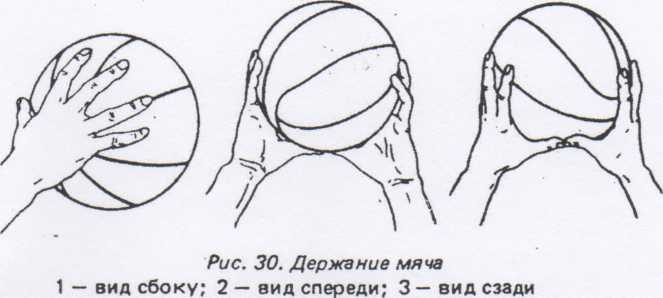 Рис. 30. Держание мяча
1 — вид сбоку; 2 — вид спереди; 3 — вид сзади